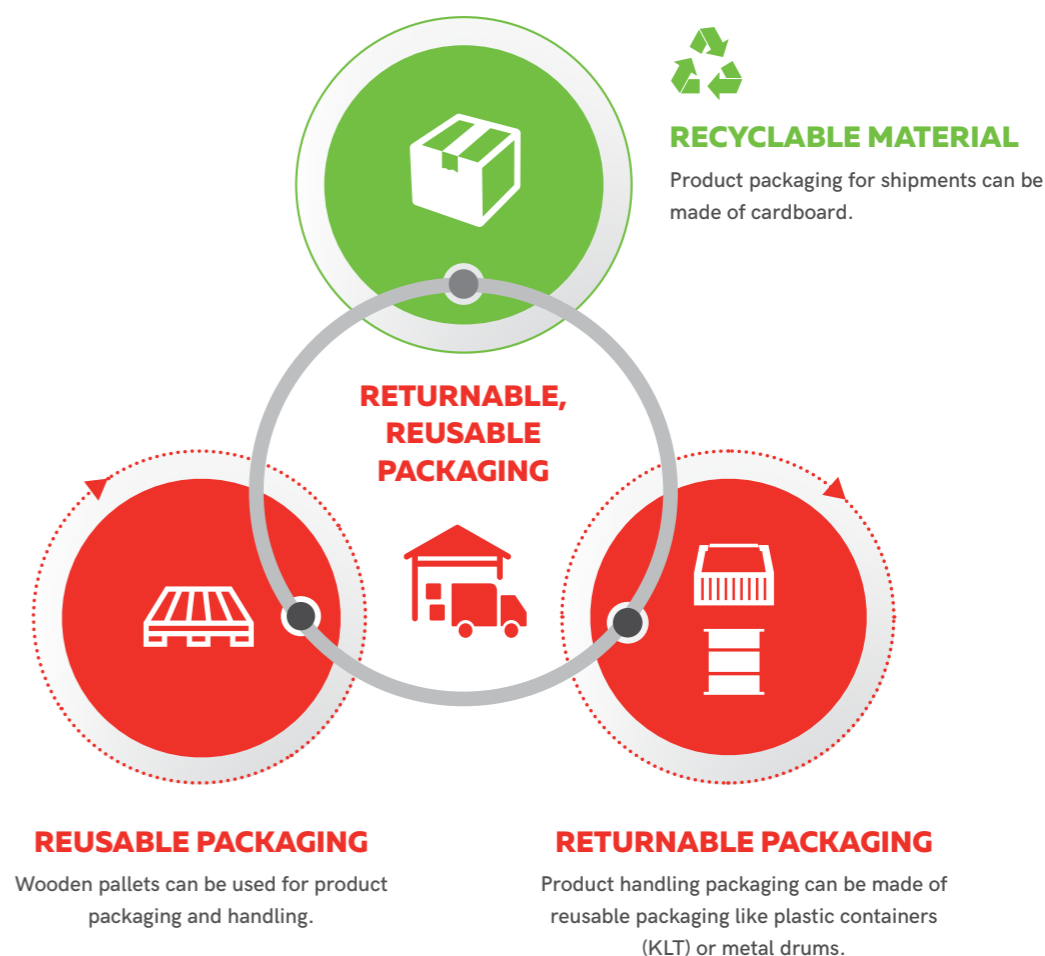 RECYCLABLE MATERIAL
Product packaging for shipments can be
made of cardboard.
RETURNABLE,
REUSABLE
PACKAGING
REUSABLE PACKAGING
Wooden pallets can be used for product
packaging and handling.
RETURNABLE PACKAGING
Product handling packaging can be made of
reusable packaging like plastic containers
(KLT) or metal drums.